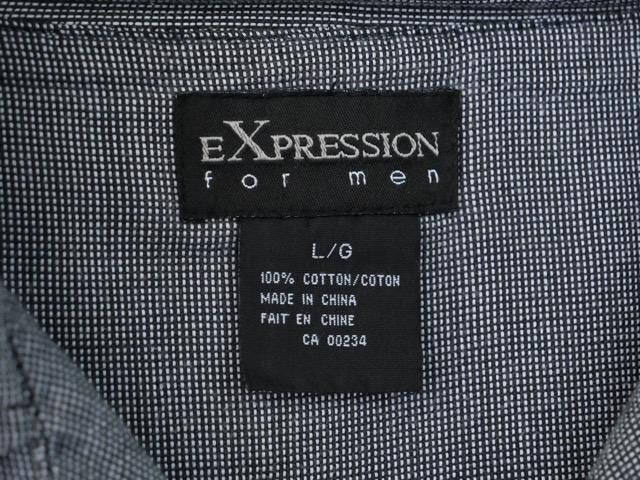 eXPRESSION
for men
L/G
100% COTTON/COTON
MADE IN CHINA
FAIT EN CHINE
CA 00234